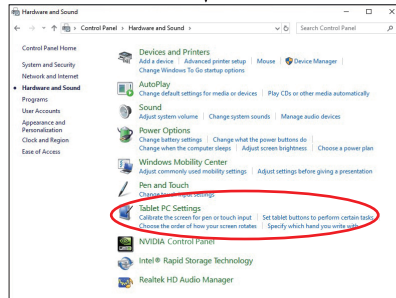 Hardware and Sound
Control Panel › Hardware and Sound
Search Control Panel
Control Panel Home
System and Security
Network and Internet
Hardware and Sound
Programs
User Accounts
Appearance and
Personalization
Clock and Region
Ease of Access
Devices and Printers
Add a device Advanced printer setup Mouse Device Manager
Change Windows To Go startup options
AutoPlay
Change default settings for media or devices Play CDs or other media automatically
Sound
Adjust system volume Change system sounds Manage audio devices
Power Options
Change battery settings Change what the power buttons do
Change when the computer sleeps Adjust screen brightness Choose a power plan
Windows Mobility Center
Adjust commonly used mobility settings Adjust settings before giving a presentation
Pen and Touch
Change touch input settings
Tablet PC Settings
Calibrate the screen for pen or touch input Set tablet buttons to perform certain tasks
Choose the order of how your screen rotates Specify which hand you write with
NVIDIA Control Panel
Intel® Rapid Storage Technology
Realtek HD Audio Manager